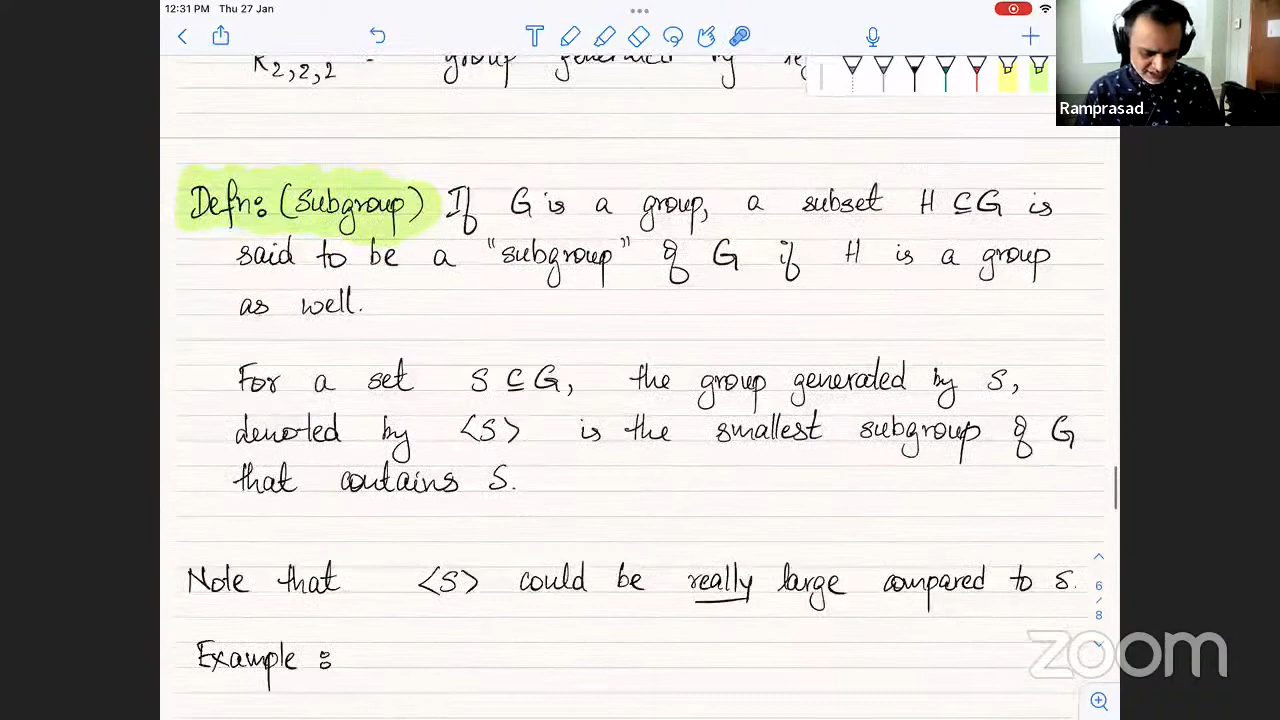 12:31 PM Thu 27 Jan
Ramprasad
Defn: (Subgroup) If G is a group, a subset H ⊆ G is
said to be a "subgroup" of G if H is a group
as well.
For a set S ⊆ G, the group generated by S,
denoted by <S> is the smallest subgroup of G
that contains S.
Note that <S> could be really large compared to S.
6
/
8
Example :
zoom